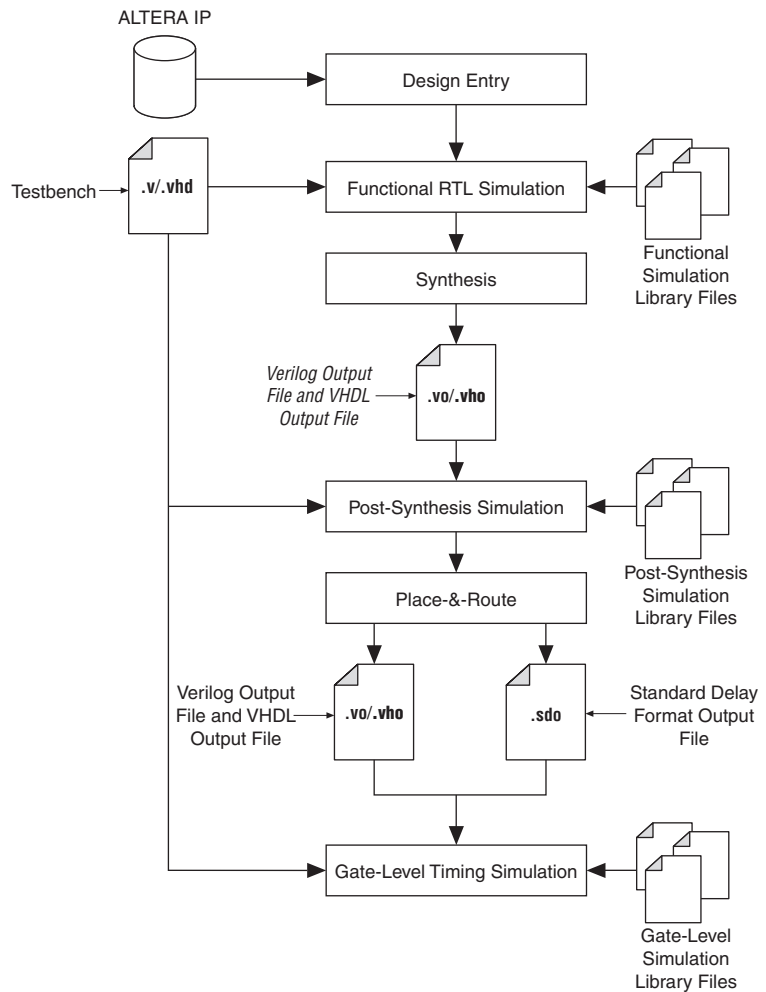 ALTERA IP
Design Entry
Testbench
.v/.vhd
Functional RTL Simulation
Functional
Simulation
Library Files
Synthesis
Verilog Output
File and VHDL
Output File
.vo/.vho
Post-Synthesis Simulation
Post-Synthesis
Simulation
Library Files
Place-&-Route
Verilog Output
File and VHDL
Output File
.vo/.vho
.sdo
Standard Delay
Format Output
File
Gate-Level Timing Simulation
Gate-Level
Simulation
Library Files